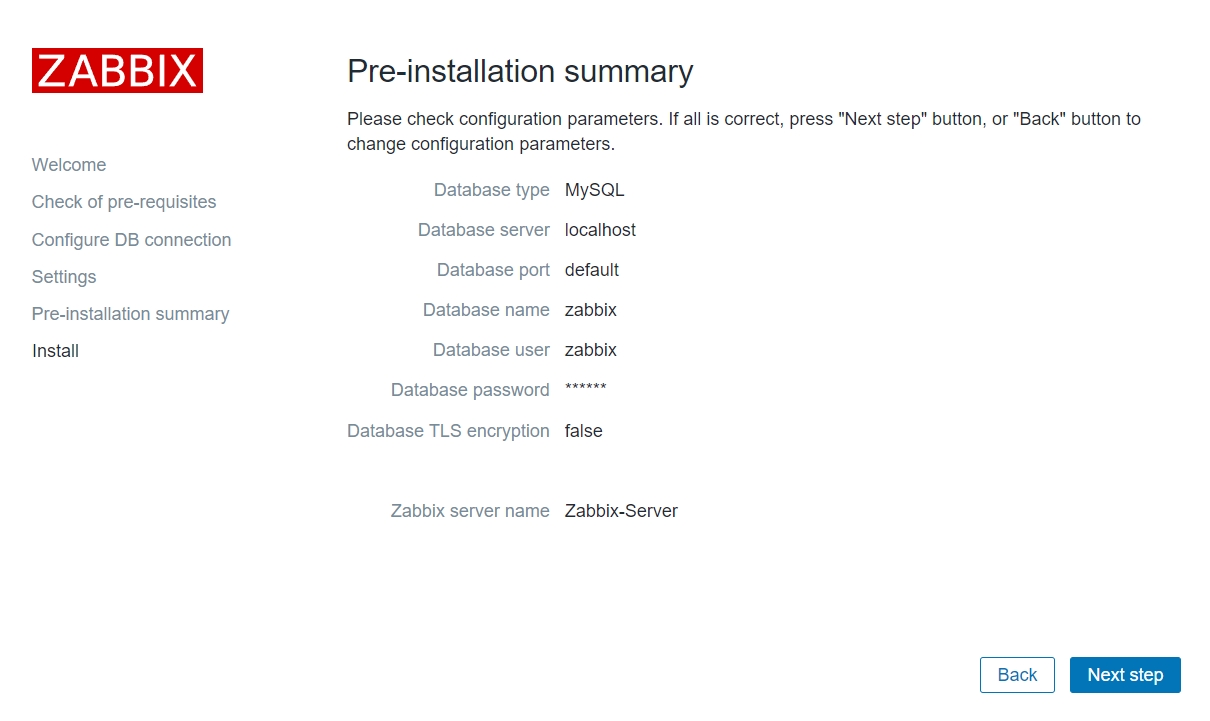 ZABBIX
Welcome
Check of pre-requisites
Configure DB connection
Settings
Pre-installation summary
Install
Pre-installation summary
Please check configuration parameters. If all is correct, press "Next step" button, or "Back" button to
change configuration parameters.
Database type MySQL
Database server localhost
Database port default
Database name zabbix
Database user zabbix
Database password ******
Database TLS encryption false
Zabbix server name Zabbix-Server
Back Next step